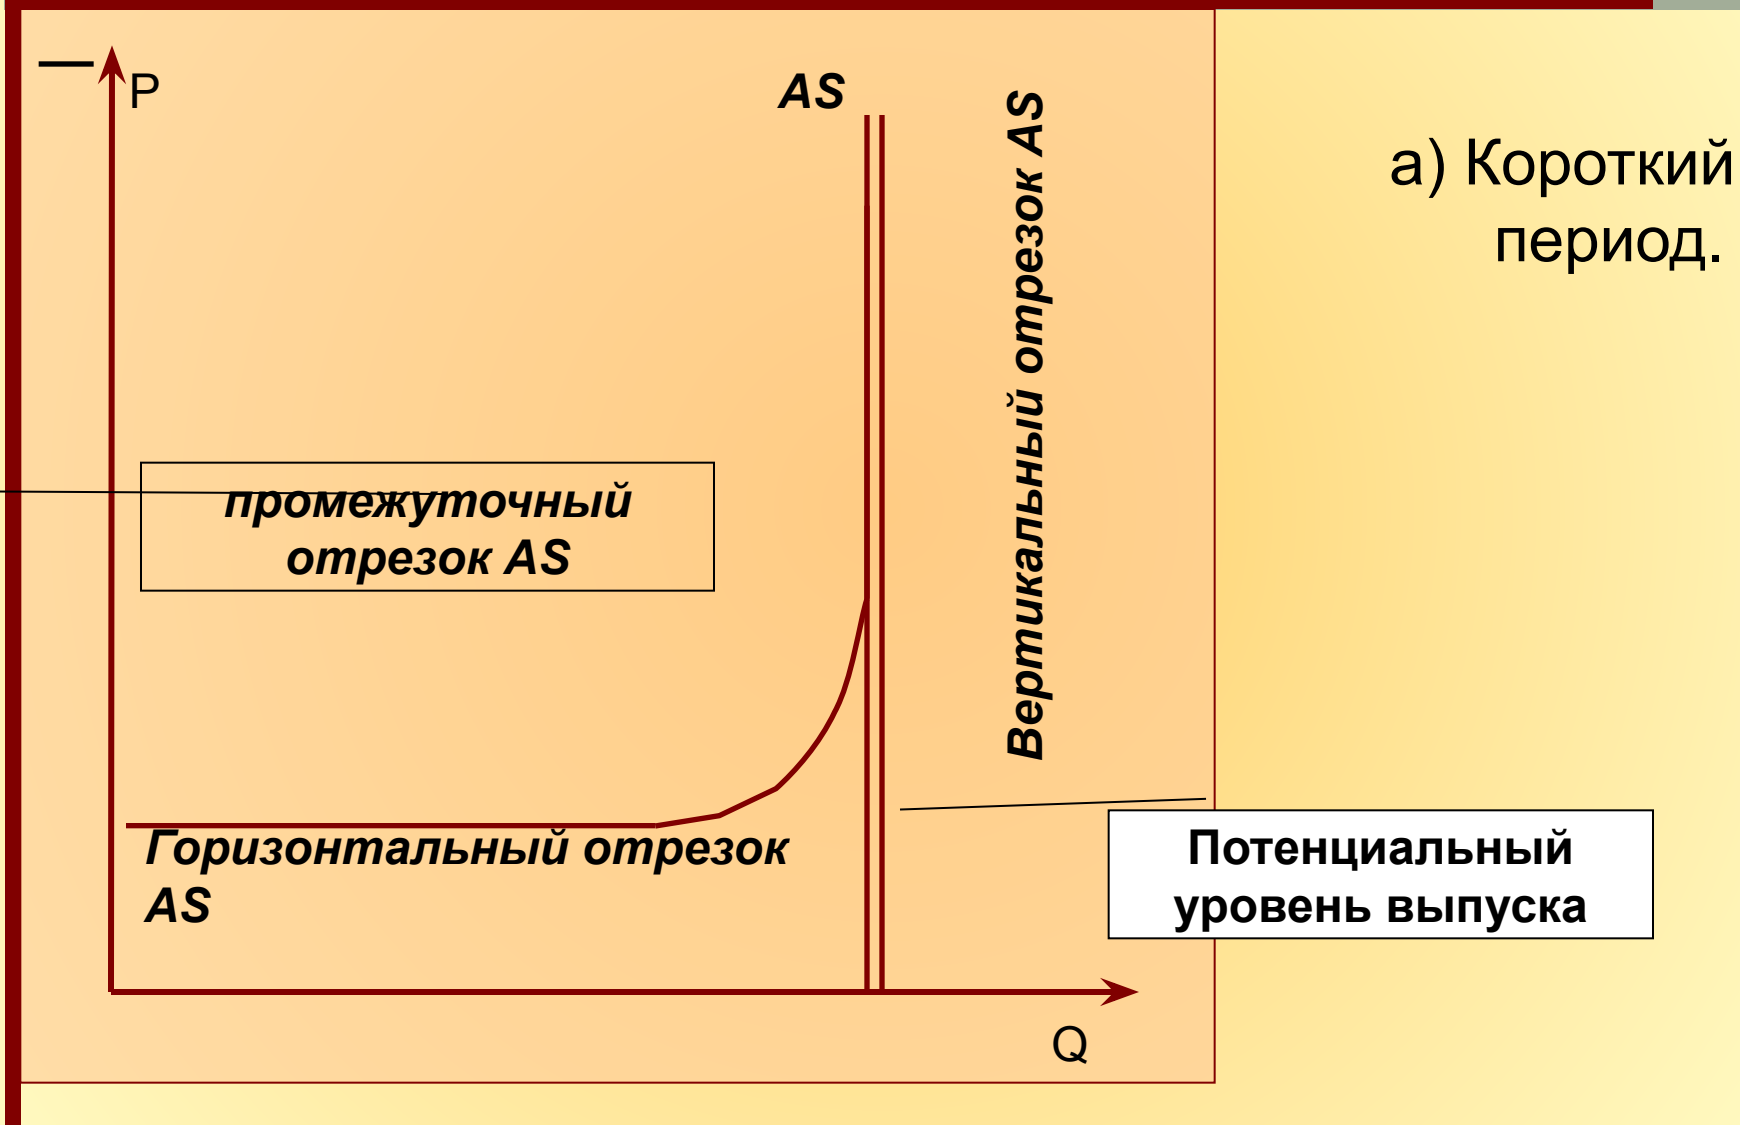 P
AS
Вертикальный отрезок AS
а) Короткий
период.
промежуточный
отрезок AS
Горизонтальный отрезок
AS
Потенциальный
уровень выпуска
Q